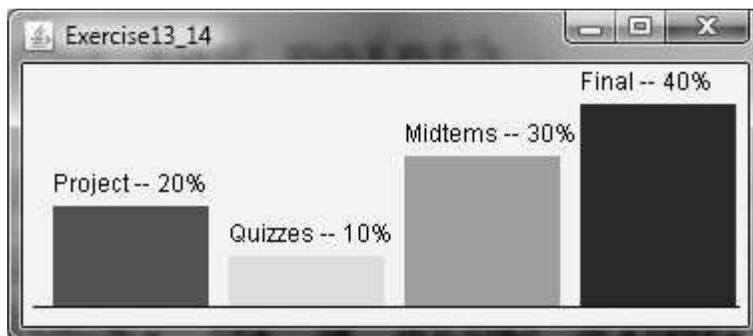 Exercise13_14
Final -- 40%
Midtems -- 30%
Project -- 20%
Quizzes -- 10%